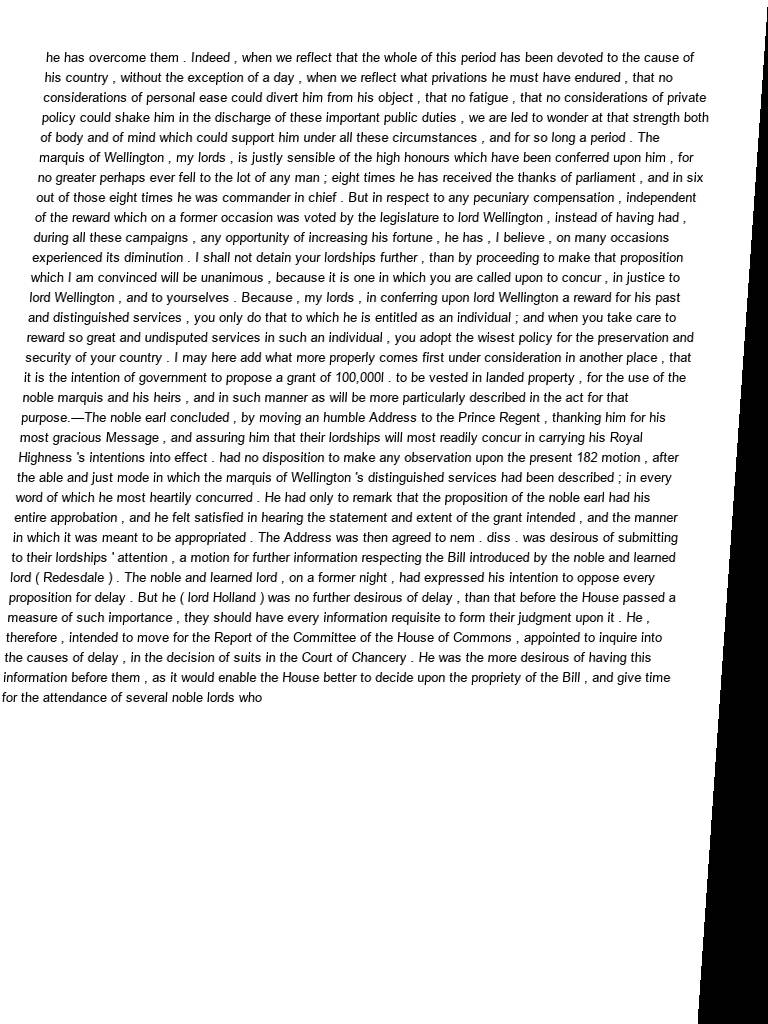 he has overcome them . Indeed , when we reflect that the whole of this period has been devoted to the cause of
his country , without the exception of a day , when we reflect what privations he must have endured , that no
considerations of personal ease could divert him from his object , that no fatigue , that no considerations of private
policy could shake him in the discharge of these important public duties , we are led to wonder at that strength both
of body and of mind which could support him under all these circumstances , and for so long a period . The
marquis of Wellington , my lords , is justly sensible of the high honours which have been conferred upon him , for
no greater perhaps ever fell to the lot of any man ; eight times he has received the thanks of parliament , and in six
out of those eight times he was commander in chief . But in respect to any pecuniary compensation , independent
of the reward which on a former occasion was voted by the legislature to lord Wellington , instead of having had ,
during all these campaigns , any opportunity of increasing his fortune , he has , I believe , on many occasions
experienced its diminution . I shall not detain your lordships further , than by proceeding to make that proposition
which I am convinced will be unanimous , because it is one in which you are called upon to concur , in justice to
lord Wellington , and to yourselves . Because , my lords , in conferring upon lord Wellington a reward for his past
and distinguished services , you only do that to which he is entitled as an individual ; and when you take care to
reward so great and undisputed services in such an individual , you adopt the wisest policy for the preservation and
security of your country . I may here add what more properly comes first under consideration in another place , that
it is the intention of government to propose a grant of 100,000l . to be vested in landed property , for the use of the
noble marquis and his heirs , and in such manner as will be more particularly described in the act for that
purpose.—The noble earl concluded , by moving an humble Address to the Prince Regent , thanking him for his
most gracious Message , and assuring him that their lordships will most readily concur in carrying his Royal
Highness 's intentions into effect . had no disposition to make any observation upon the present 182 motion , after
the able and just mode in which the marquis of Wellington 's distinguished services had been described ; in every
word of which he most heartily concurred . He had only to remark that the proposition of the noble earl had his
entire approbation , and he felt satisfied in hearing the statement and extent of the grant intended , and the manner
in which it was meant to be appropriated . The Address was then agreed to nem . diss . was desirous of submitting
to their lordships ' attention , a motion for further information respecting the Bill introduced by the noble and learned
lord ( Redesdale ) . The noble and learned lord , on a former night , had expressed his intention to oppose every
proposition for delay . But he ( lord Holland ) was no further desirous of delay , than that before the House passed a
measure of such importance , they should have every information requisite to form their judgment upon it . He ,
therefore , intended to move for the Report of the Committee of the House of Commons , appointed to inquire into
the causes of delay , in the decision of suits in the Court of Chancery . He was the more desirous of having this
information before them , as it would enable the House better to decide upon the propriety of the Bill , and give time
for the attendance of several noble lords who